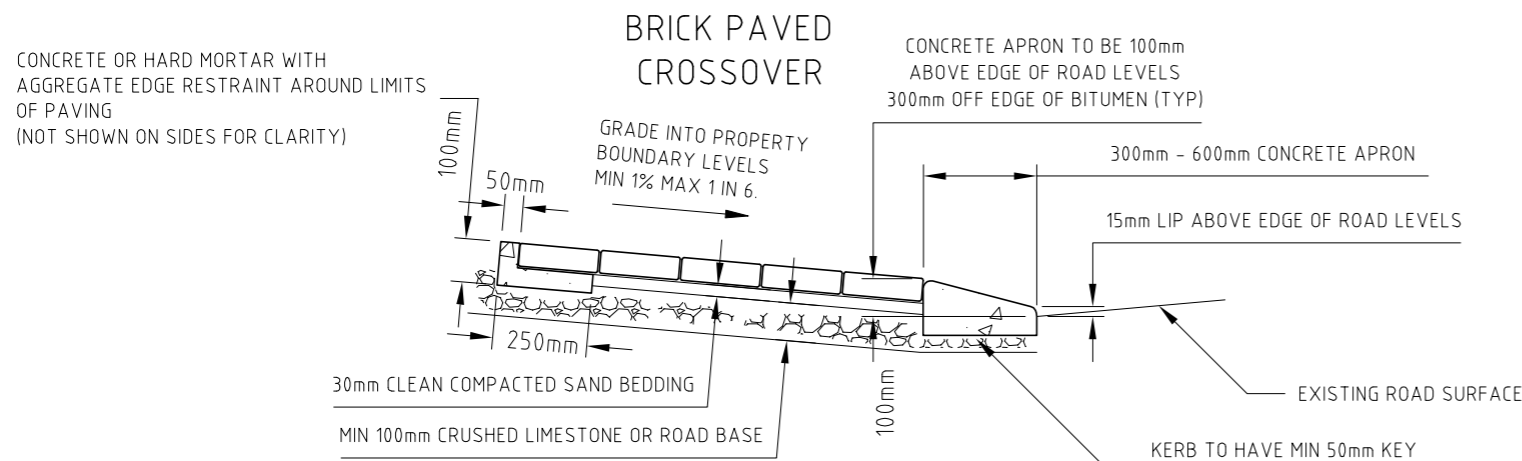 BRICK PAVED
CROSSOVER
CONCRETE OR HARD MORTAR WITH
AGGREGATE EDGE RESTRAINT AROUND LIMITS
OF PAVING
(NOT SHOWN ON SIDES FOR CLARITY)
100mm
50mm
GRADE INTO PROPERTY
BOUNDARY LEVELS
MIN 1% MAX 1 IN 6.
CONCRETE APRON TO BE 100mm
ABOVE EDGE OF ROAD LEVELS
300mm OFF EDGE OF BITUMEN (TYP)
300mm - 600mm CONCRETE APRON
15mm LIP ABOVE EDGE OF ROAD LEVELS
250mm
30mm CLEAN COMPACTED SAND BEDDING
MIN 100mm CRUSHED LIMESTONE OR ROAD BASE
100mm
EXISTING ROAD SURFACE
KERB TO HAVE MIN 50mm KEY